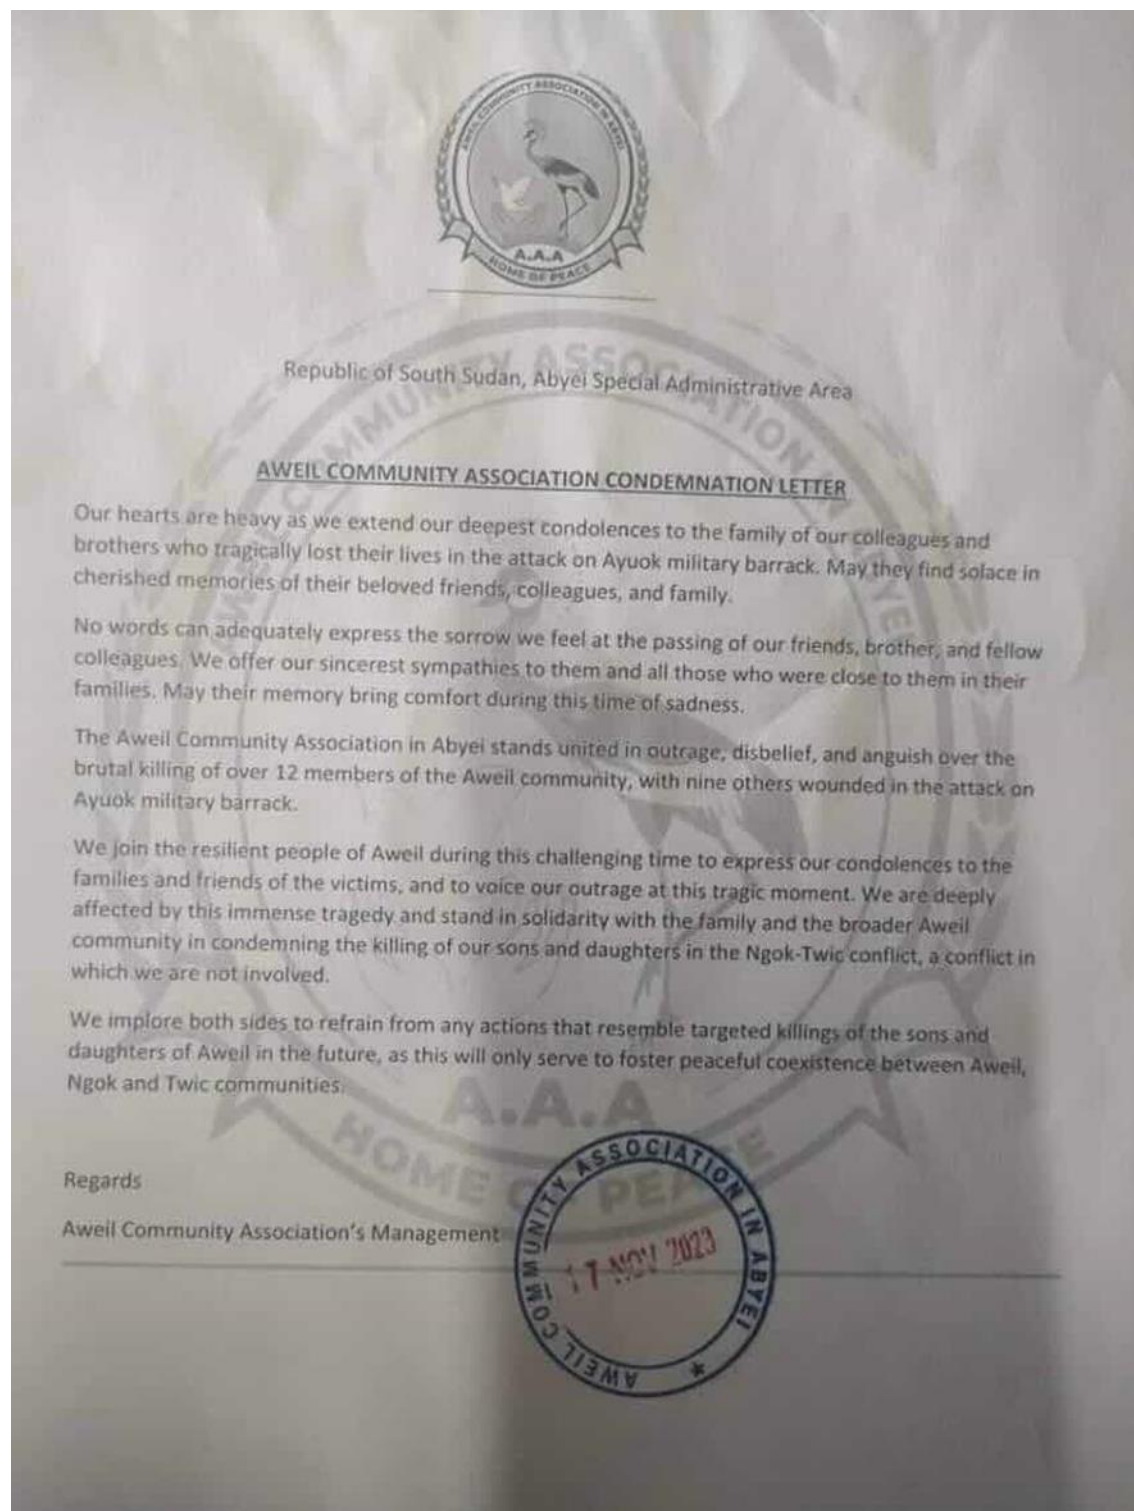 AWEIL COMMUNITY ASSOCIATION IN ABYEI
A.A.A
HOME OF PEACE
Republic of South Sudan, Abyei Special Administrative Area
AWEIL COMMUNITY ASSOCIATION CONDEMNATION LETTER
Our hearts are heavy as we extend our deepest condolences to the family of our colleagues and
brothers who tragically lost their lives in the attack on Ayuok military barrack. May they find solace in
cherished memories of their beloved friends, colleagues, and family.
No words can adequately express the sorrow we feel at the passing of our friends, brother, and fellow
colleagues. We offer our sincerest sympathies to them and all those who were close to them in their
families. May their memory bring comfort during this time of sadness.
The Aweil Community Association in Abyei stands united in outrage, disbelief, and anguish over the
brutal killing of over 12 members of the Aweil community, with nine others wounded in the attack on
Ayuok military barrack.
We join the resilient people of Aweil during this challenging time to express our condolences to the
families and friends of the victims, and to voice our outrage at this tragic moment. We are deeply
affected by this immense tragedy and stand in solidarity with the family and the broader Aweil
community in condemning the killing of our sons and daughters in the Ngok-Twic conflict, a conflict in
which we are not involved.
We implore both sides to refrain from any actions that resemble targeted killings of the sons and
daughters of Aweil in the future, as this will only serve to foster peaceful coexistence between Aweil,
Ngok and Twic communities.
Regards
Aweil Community Association's Management
AWEIL COMMUNITY ASSOCIATION IN ABYEI
17 NOV 2023
AWEIL COMMUNITY ASSOCIATION IN ABYEI
A.A.A
HOME OF PEACE